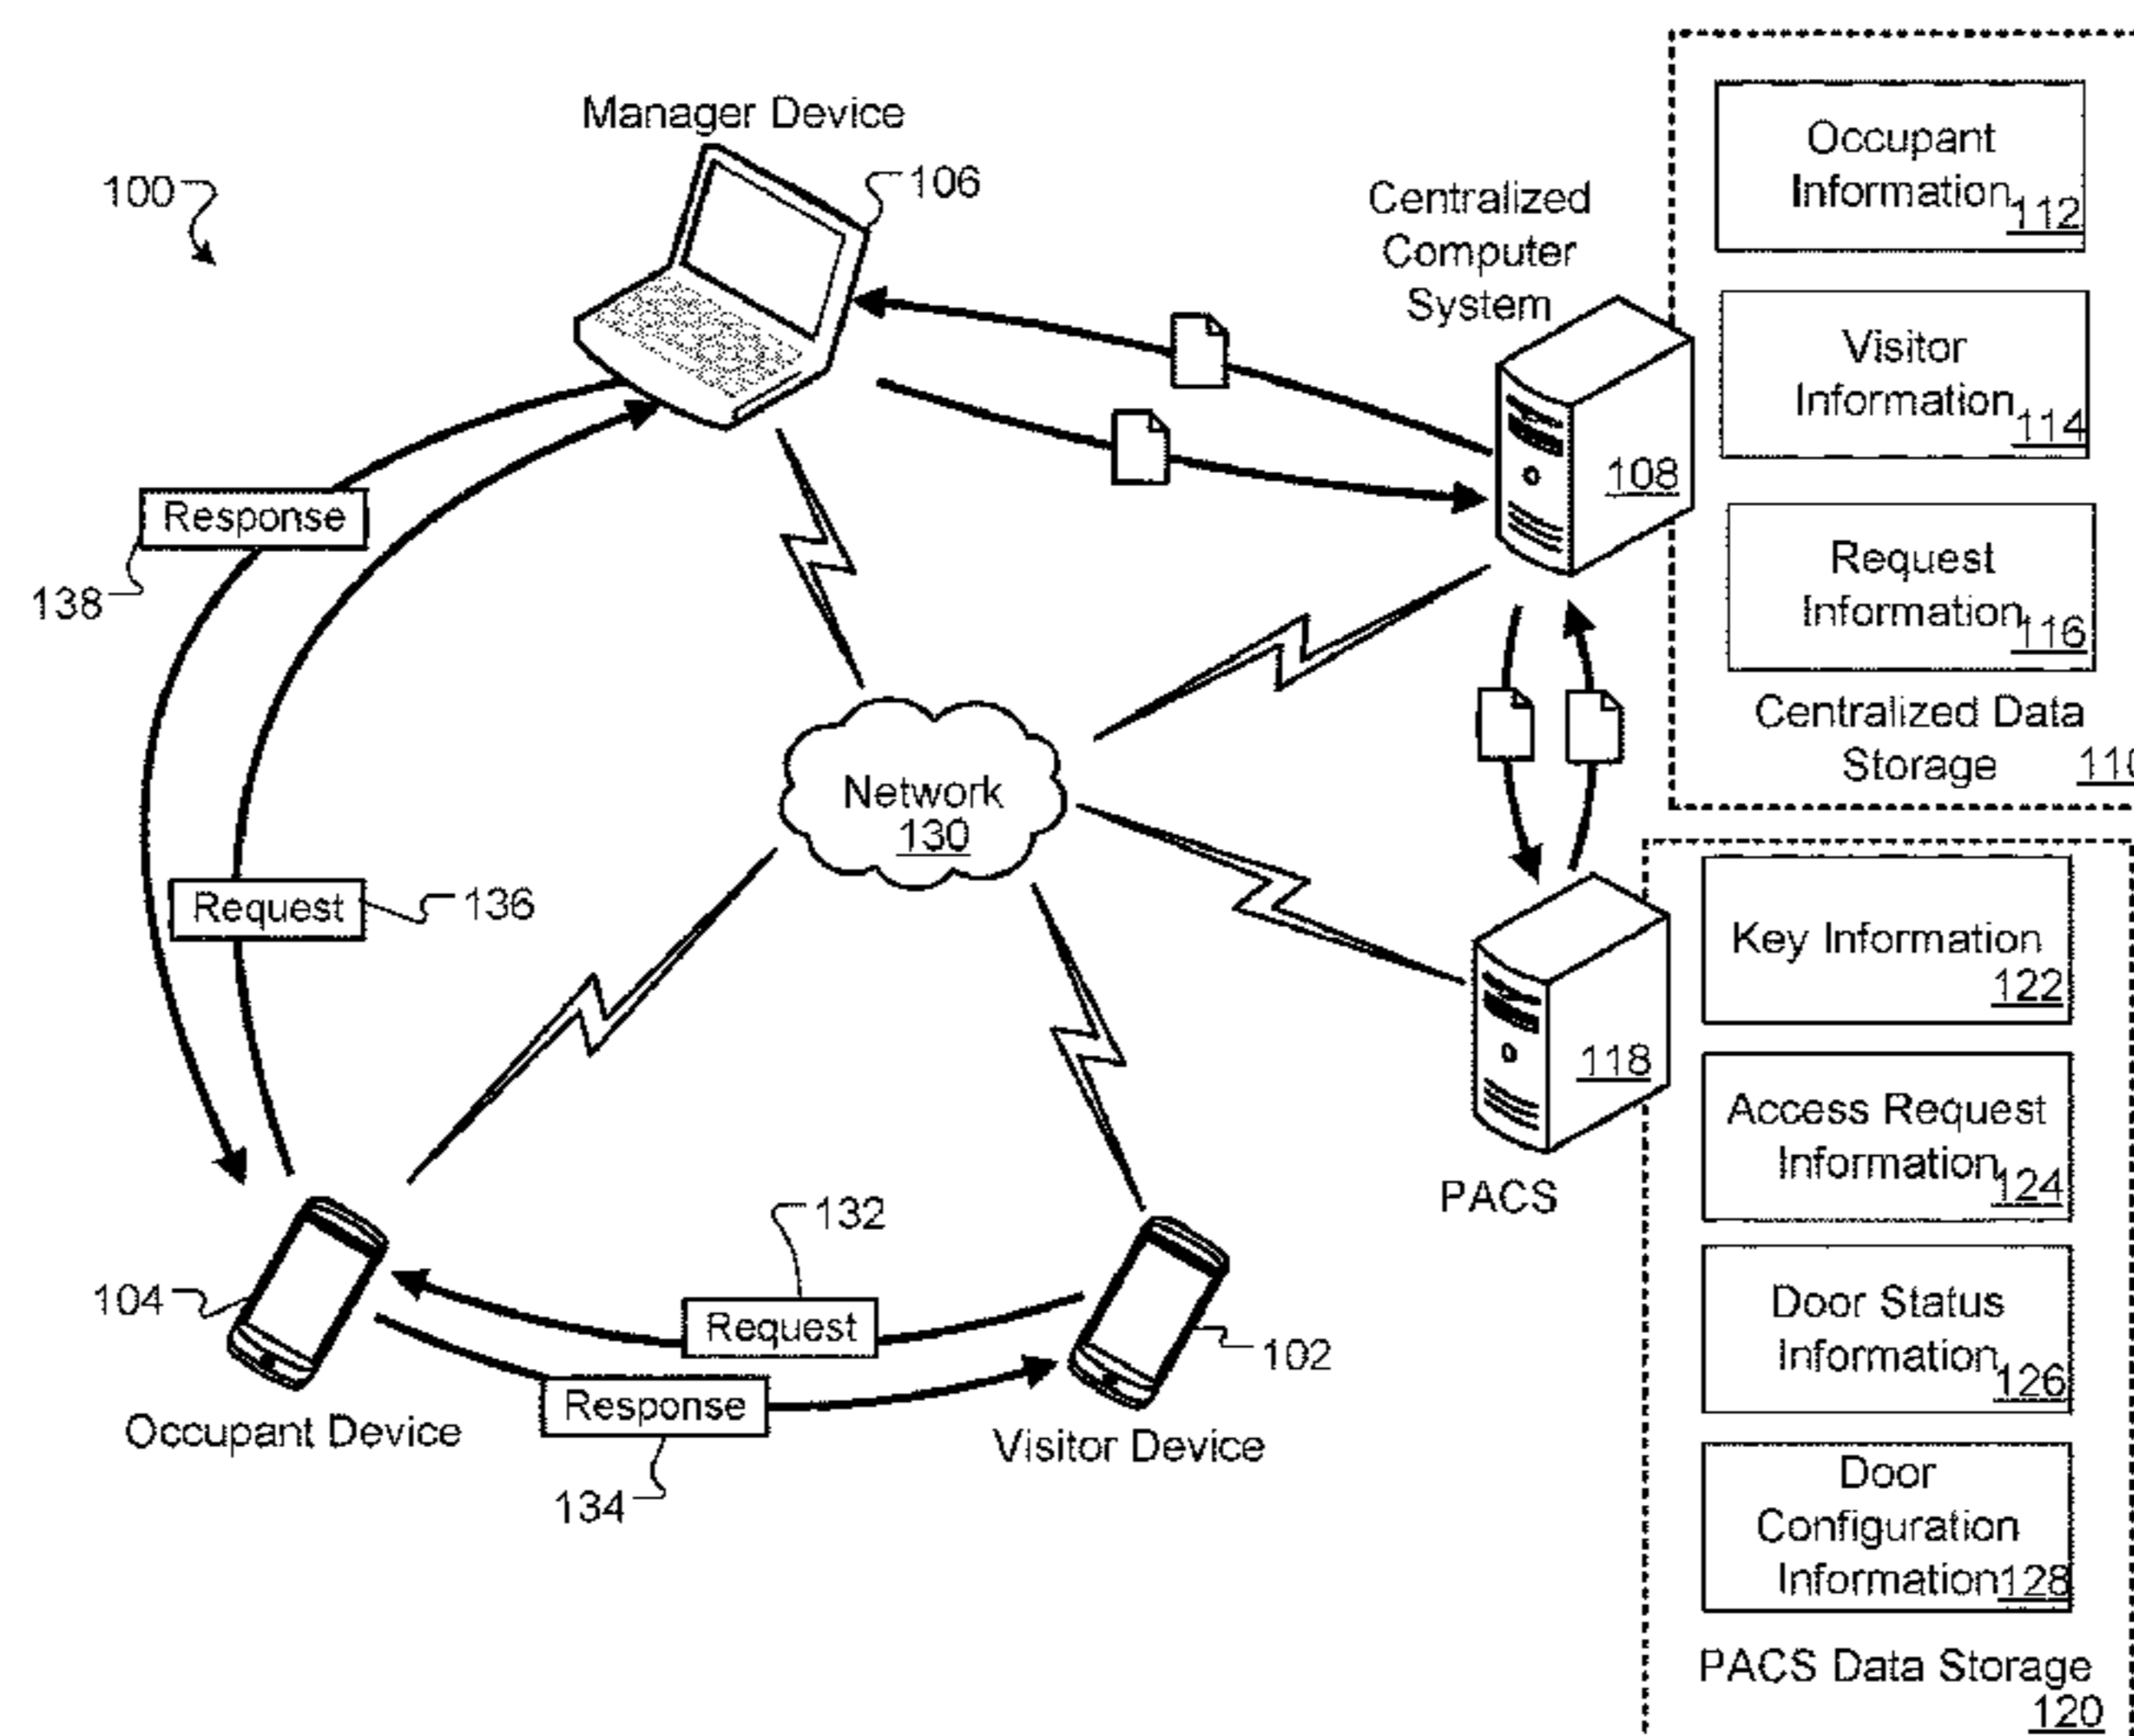 Manager Device
100
106
Centralized
Computer
System
108
Occupant
Information
112
Visitor
Information
114
Request
Information
116
Centralized Data
Storage
110
Response
138
Request
136
Network
130
Key Information
122
118
PACS
Access Request
Information
124
Door Status
Information
126
Door
Configuration
Information
128
PACS Data Storage
120
132
Request
104
102
Response
134
Occupant Device
Visitor Device